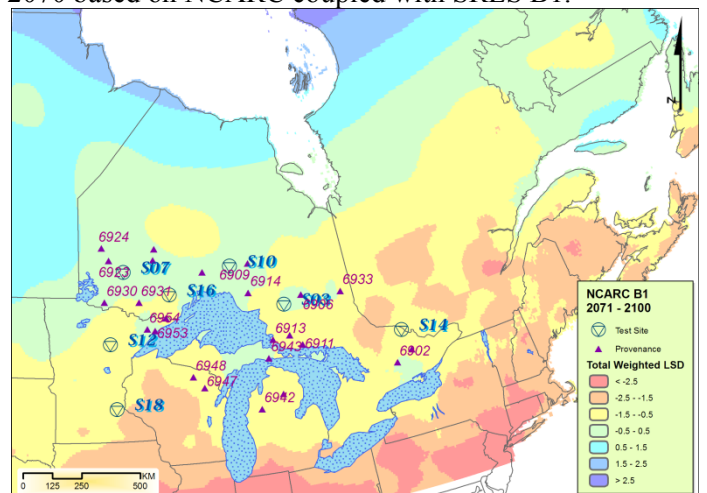 2070 based on NCARC coupled with SRES B1.
N
6924
6923
S07
S10
6909
6914
6933
6930
6931
S16
S03
6906
6954
6953
S12
S14
6913
6911
6943
6902
6948
6947
6942
S18
NCARC B1
2071 - 2100
Test Site
Provenance
Total Weighted LSD
< -2.5
-2.5 - -1.5
-1.5 - -0.5
-0.5 - 0.5
0.5 - 1.5
1.5 - 2.5
> 2.5
KM
0 125 250 500